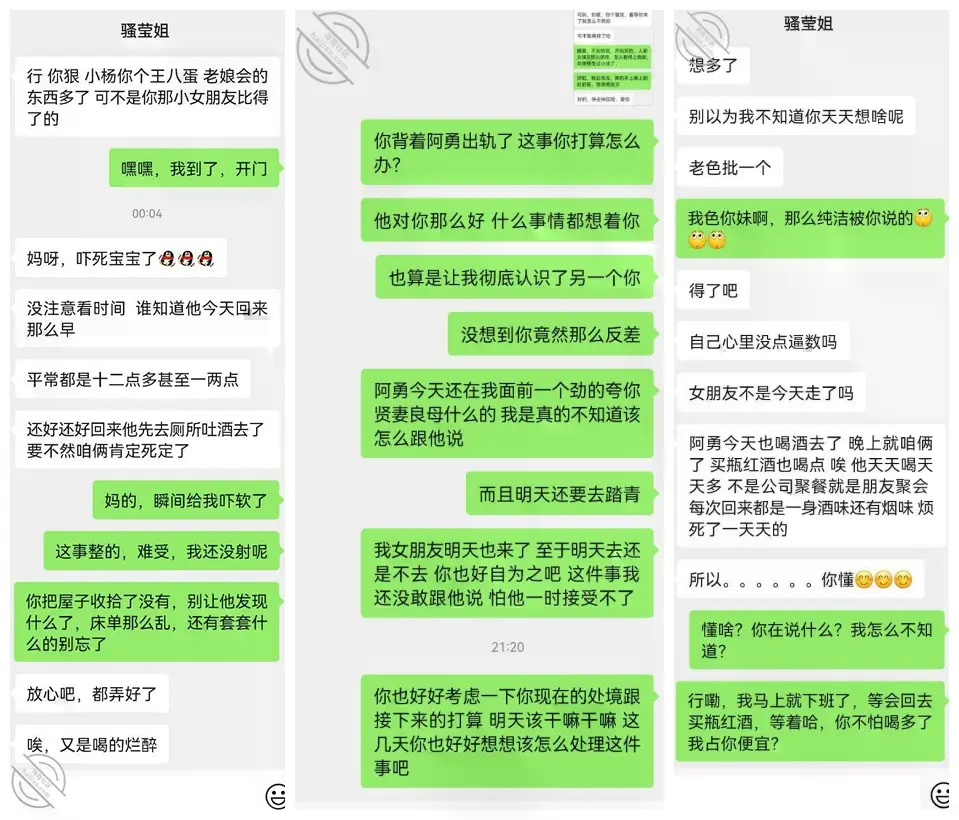 骚莹姐
行 你狠 小杨你个王八蛋 老娘会的
东西多了 可不是你那小女朋友比得
了的
嘿嘿，我到了，开门
00:04
妈呀，吓死宝宝了
没注意看时间 谁知道他今天回来
那么早
平常都是十二点多甚至一两点
还好还好回来他先去厕所吐酒去了
要不然咱俩肯定死定了
妈的，瞬间给我吓软了
这事整的，难受，我还没射呢
你把屋子收拾了没有，别让他发现
什么了，床单那么乱，还有套套什
么的别忘了
放心吧，都弄好了
唉，又是喝的烂醉
你背着阿勇出轨了 这事你打算怎么
办？
他对你那么好 什么事情都想着你
也算是让我彻底认识了另一个你
没想到你竟然那么反差
阿勇今天还在我面前一个劲的夸你
贤妻良母什么的 我是真的不知道该
怎么跟他说
而且明天还要去踏青
我女朋友明天也来了 至于明天去还
是不去 你也好自为之吧 这件事我
还没敢跟他说 怕他一时接受不了
21:20
你也好好考虑一下你现在的处境跟
接下来的打算 明天该干嘛干嘛 这
几天你也好好想想该怎么处理这件
事吧
骚莹姐
想多了
别以为我不知道你天天想啥呢
老色批一个
我色你妹啊，那么纯洁被你说的
得了吧
自己心里没点逼数吗
女朋友不是今天走了吗
阿勇今天也喝酒去了 晚上就咱俩
了 买瓶红酒也喝点 唉 他天天喝天
天多 不是公司聚餐就是朋友聚会
每次回来都是一身酒味还有烟味 烦
死了一天天的
所以。。。。。。你懂
懂啥？你在说什么？我怎么不知
道？
行嘞，我马上就下班了，等会回去
买瓶红酒，等着哈，你不怕喝多了
我占你便宜？